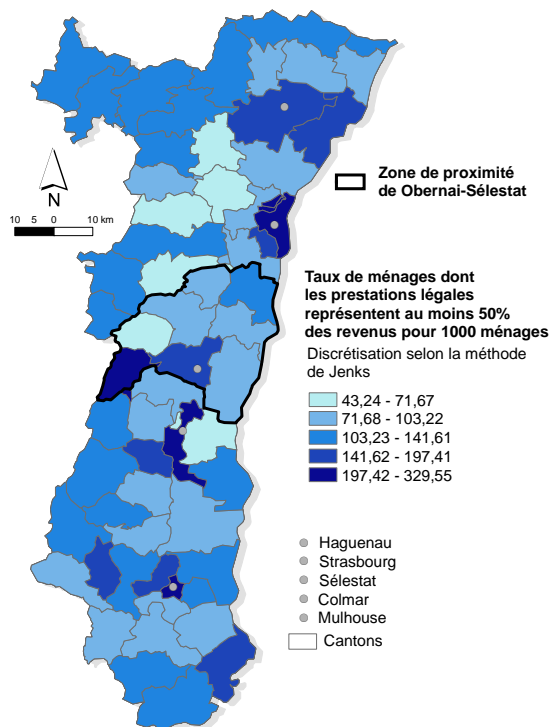 N
10 5 0 10 km
Zone de proximité
de Obernai-Sélestat
Taux de ménages dont
les prestations légales
représentent au moins 50%
des revenus pour 1000 ménages
Discrétisation selon la méthode
de Jenks
43,24 - 71,67
71,68 - 103,22
103,23 - 141,61
141,62 - 197,41
197,42 - 329,55
Haguenau
Strasbourg
Sélestat
Colmar
Mulhouse
Cantons